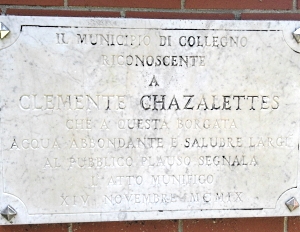 IL MUNICIPIO DI COLLEGNO
RICONOSCENTE
A
CLEMENTE CHAZALETTES
CHE A QUESTA BORGATA
ACQUA ABBONDANTE E SALUBRE LARGÌ
AL PUBBLICO PLAUSO SEGNALA
L'ATTO MUNIFICO
XIV NOVEMBRE MCMIX